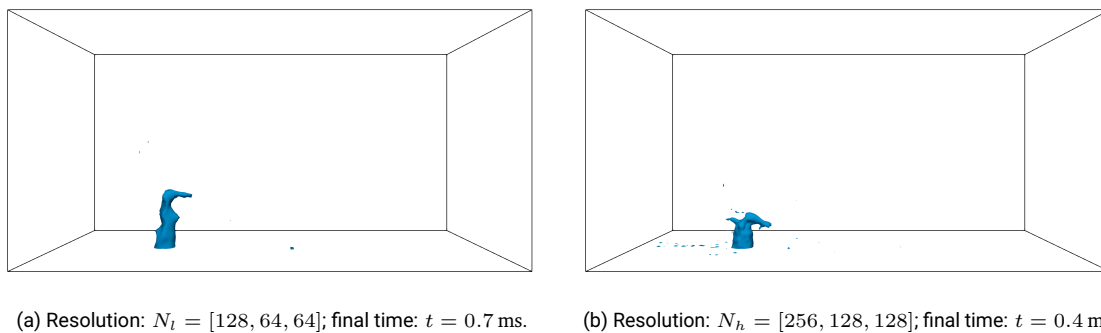 (a) Resolution: N_l = [128, 64, 64]; final time: t = 0.7 ms.
(b) Resolution: N_h = [256, 128, 128]; final time: t = 0.4 m